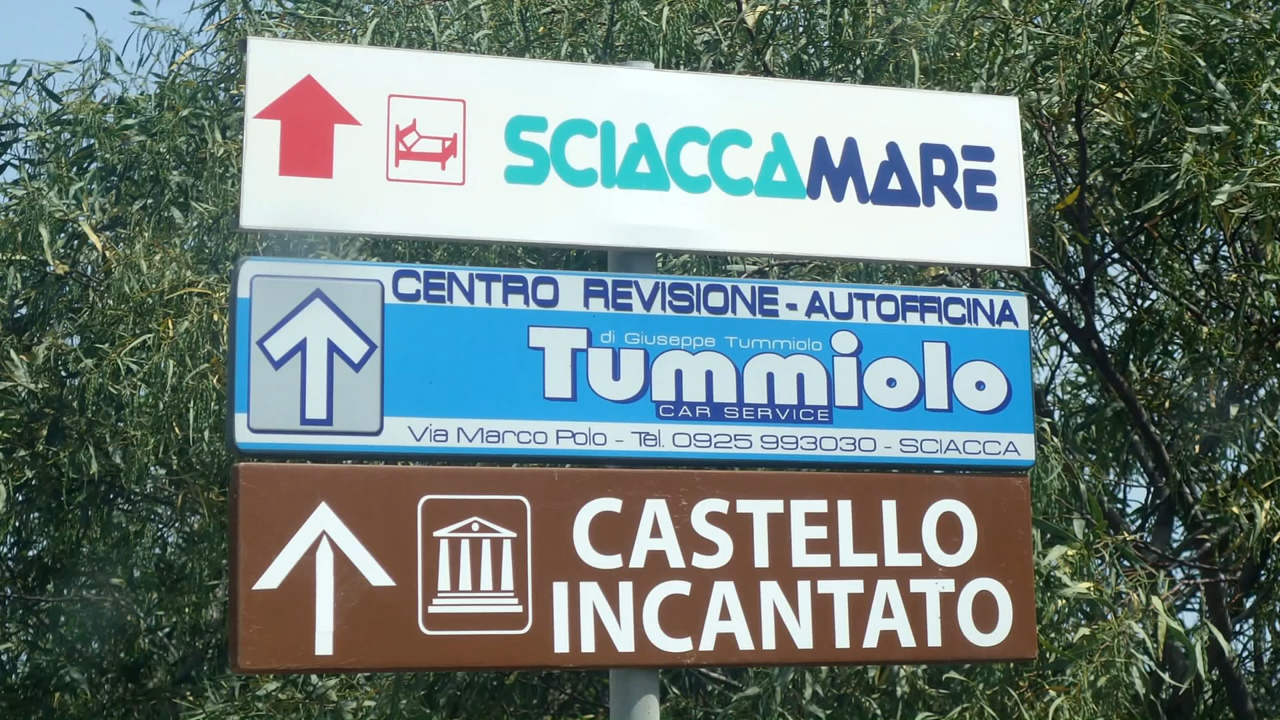 SCIACCAMARE
CENTRO REVISIONE - AUTOFFICINA
di Giuseppe Tummiolo
Tummiolo
CAR SERVICE
Via Marco Polo - Tel. 0925 993030 - SCIACCA
CASTELLO
INCANTATO